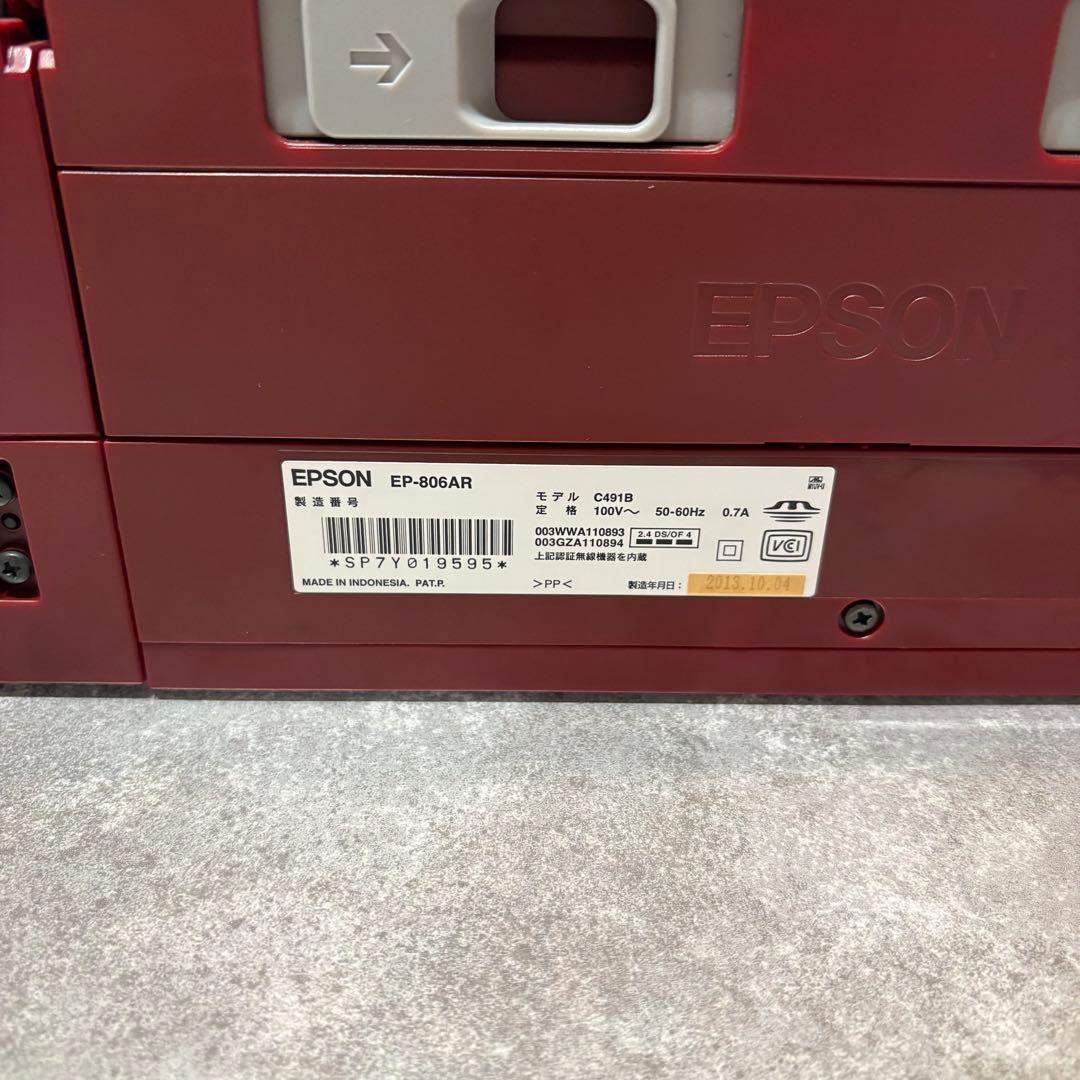 EPSON
EPSON EP-806AR
製造番号
*SP7Y019595*
MADE IN INDONESIA. PAT.P.
モデル C491B
定格 100V〜 50-60Hz 0.7A
003WWA110893
003GZA110894
2.4 DS/OF 4
上記認証無線機器を内蔵
>PP<
製造年月日: 2013.10.04
VCI